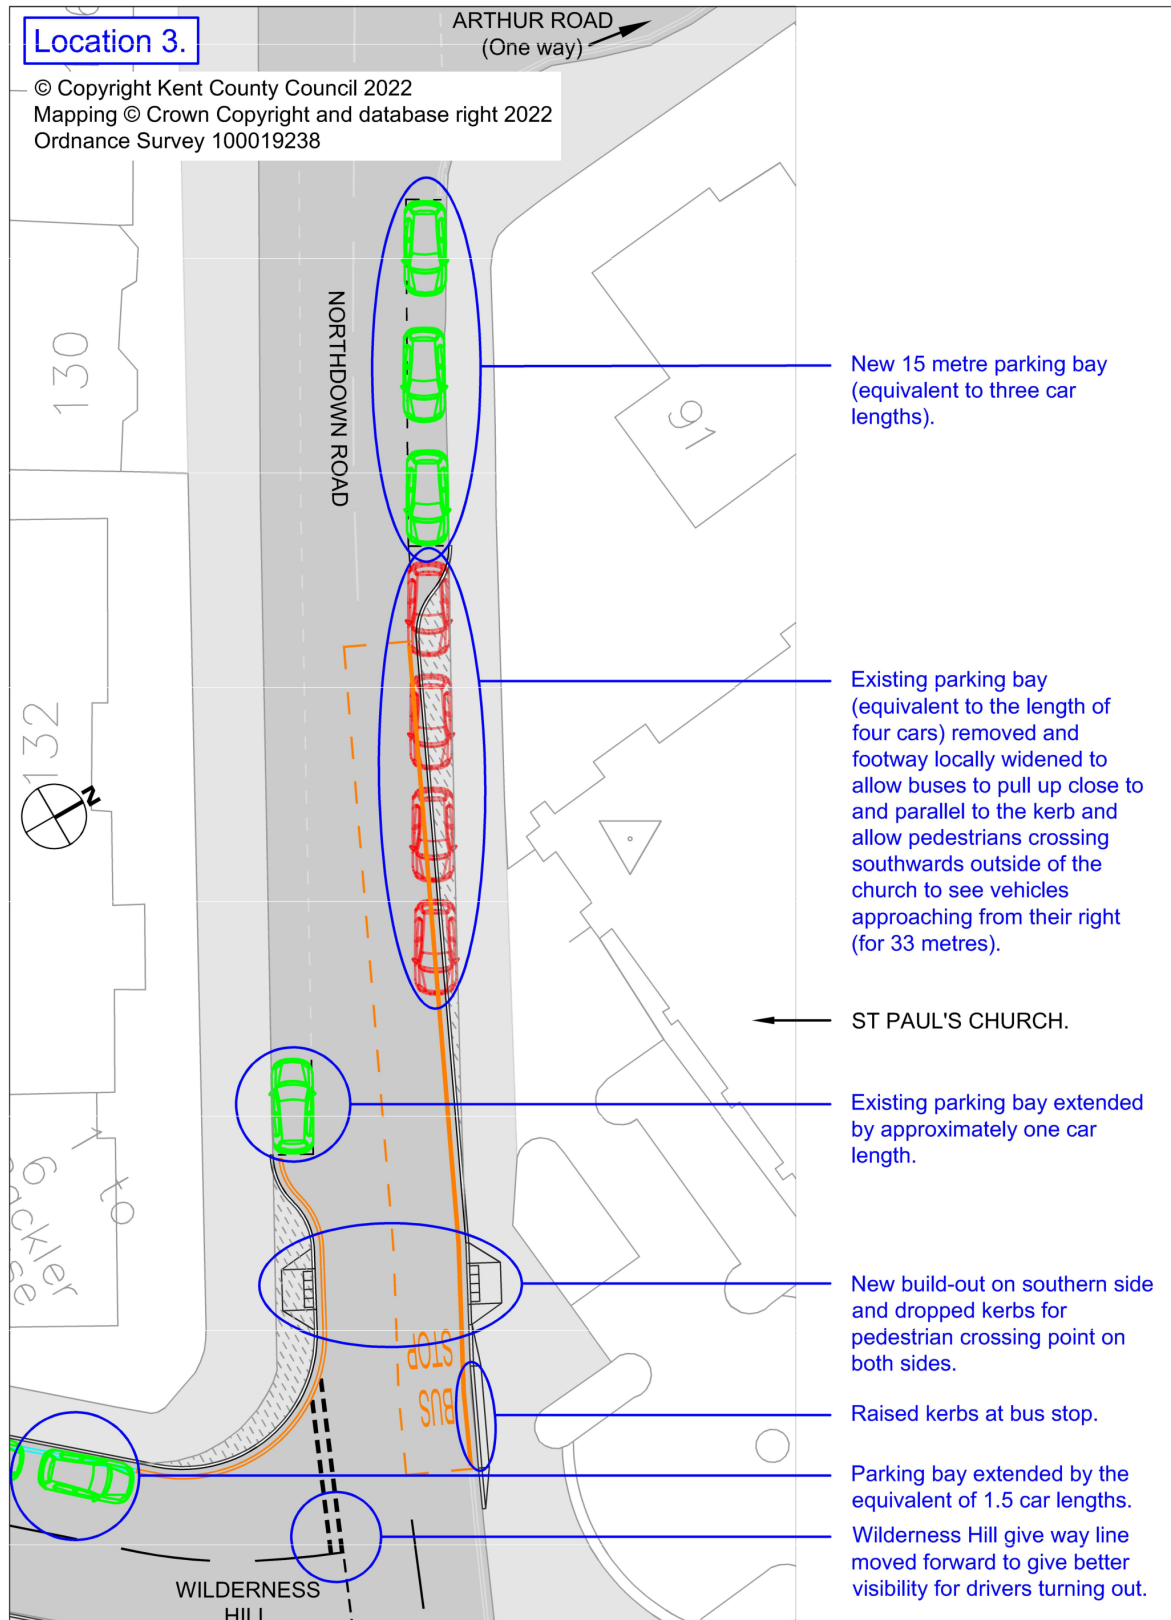 Location 3.
ARTHUR ROAD
(One way)
© Copyright Kent County Council 2022
Mapping © Crown Copyright and database right 2022
Ordnance Survey 100019238
130
NORTHDOWN ROAD
New 15 metre parking bay
(equivalent to three car
lengths).
132
N
Existing parking bay
(equivalent to the length of
four cars) removed and
footway locally widened to
allow buses to pull up close to
and parallel to the kerb and
allow pedestrians crossing
southwards outside of the
church to see vehicles
approaching from their right
(for 33 metres).
ST PAUL'S CHURCH.
Existing parking bay extended
by approximately one car
length.
1 to
6
New build-out on southern side
and dropped kerbs for
pedestrian crossing point on
both sides.
BUS
STOP
Raised kerbs at bus stop.
Parking bay extended by the
equivalent of 1.5 car lengths.
Wilderness Hill give way line
moved forward to give better
visibility for drivers turning out.
WILDERNESS
HILL